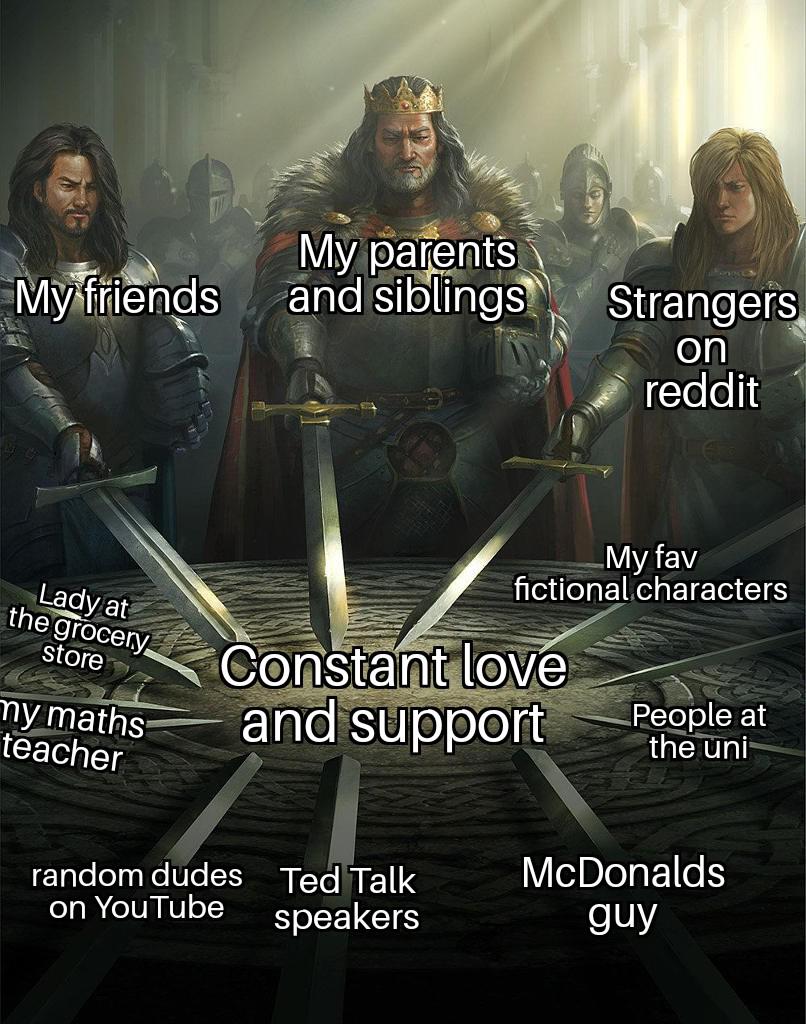 My parents
and siblings
My friends
Strangers
on
reddit
My fav
fictional characters
Lady at
the grocery
store
Constant love
and support
my maths
teacher
People at
the uni
random dudes
on YouTube
Ted Talk
speakers
McDonalds
guy